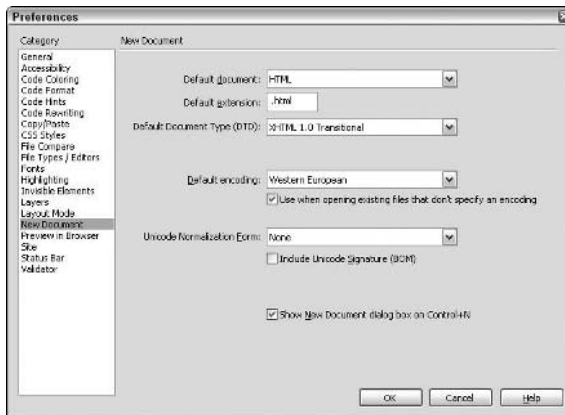 Preferences
Category
New Document
General
Accessibility
Code Coloring
Code Format
Code Hints
Code Rewriting
Copy/Paste
CSS Styles
File Compare
File Types / Editors
Fonts
Highlighting
Invisible Elements
Layers
Layout Mode
New Document
Preview in Browser
Site
Status Bar
Validator
Default document: HTML
Default extension: .html
Default Document Type (DTD): XHTML 1.0 Transitional
Default encoding: Western European
Use when opening existing files that don't specify an encoding
Unicode Normalization Form: None
Include Unicode Signature (BOM)
Show New Document dialog box on Control+N
OK Cancel Help